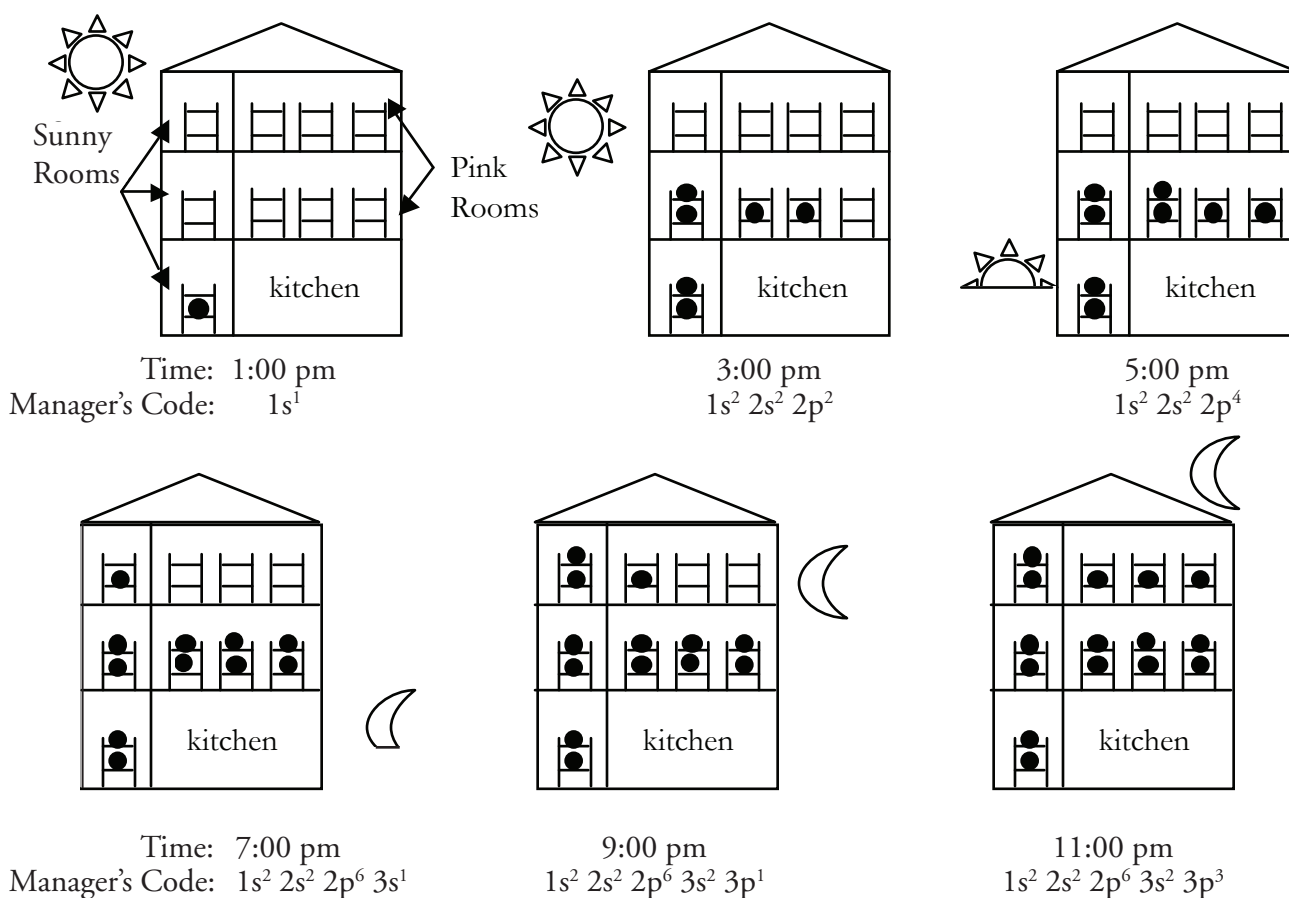 Sunny
Rooms
Pink
Rooms
kitchen
kitchen
kitchen
Time: 1:00 pm 3:00 pm 5:00 pm
Manager's Code: 1s¹ 1s² 2s² 2p² 1s² 2s² 2p⁴
kitchen
kitchen
kitchen
Time: 7:00 pm 9:00 pm 11:00 pm
Manager's Code: 1s² 2s² 2p⁶ 3s¹ 1s² 2s² 2p⁶ 3s² 3p¹ 1s² 2s² 2p⁶ 3s² 3p³